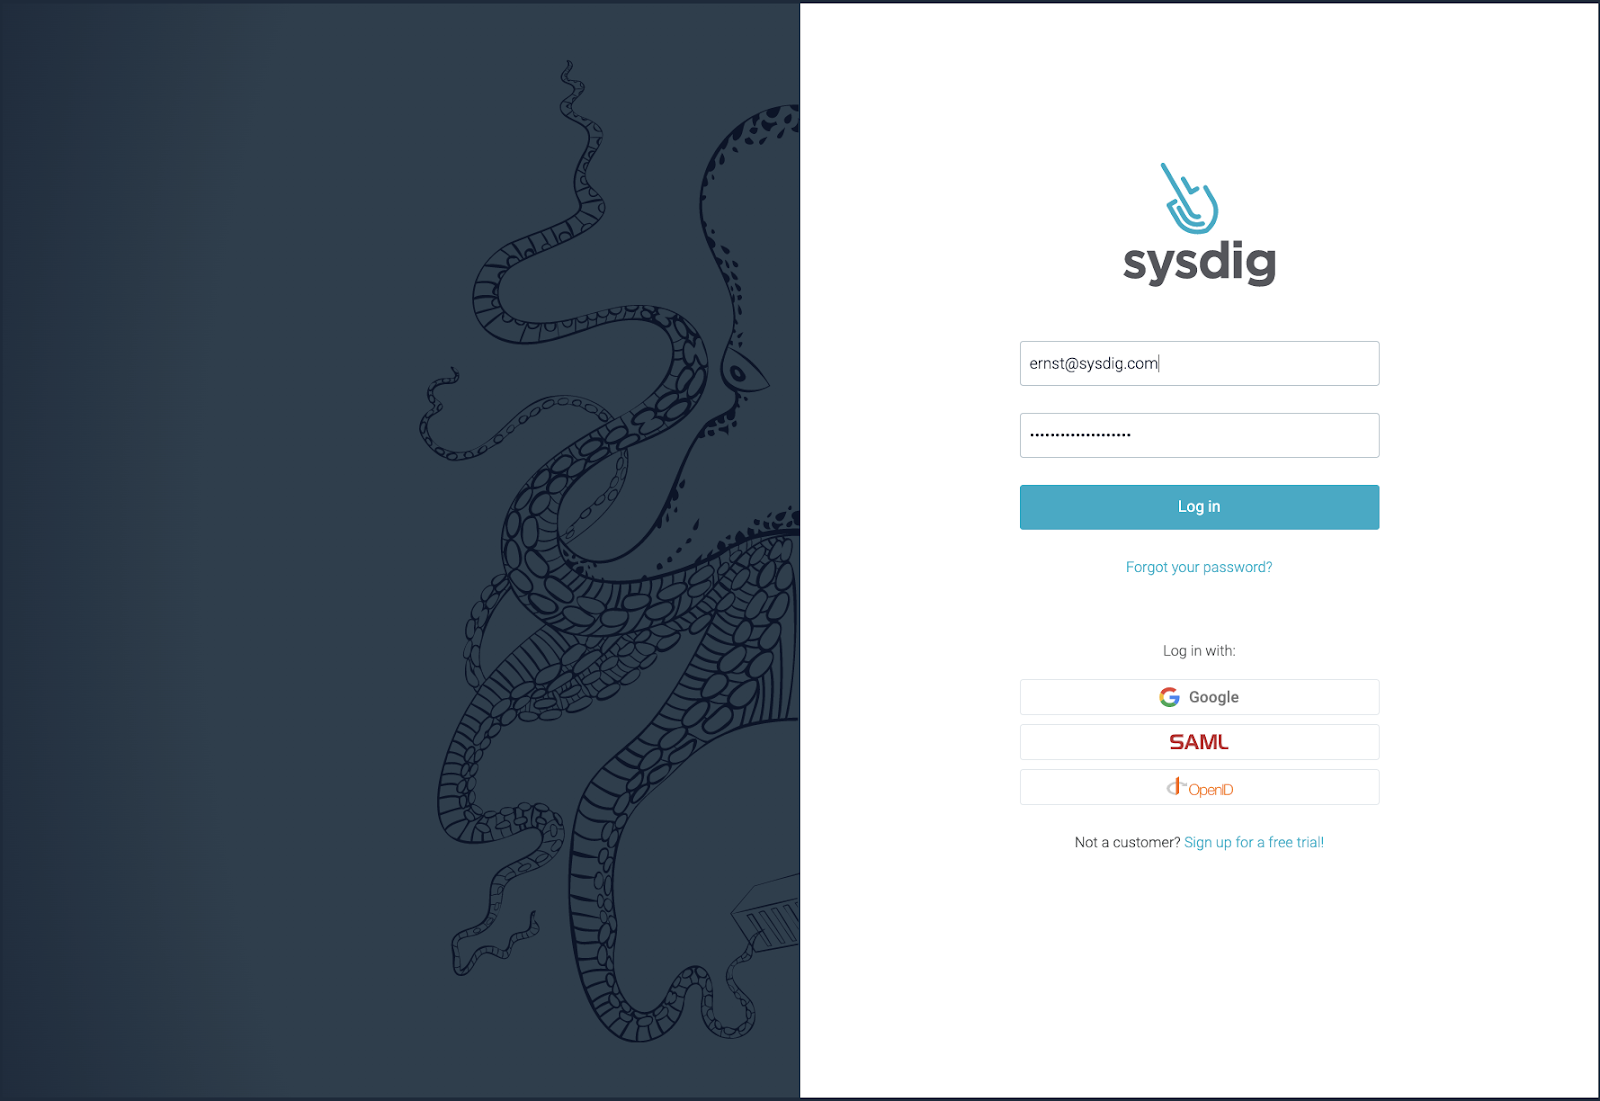 sysdig
ernst@sysdig.com
••••••••••••••••••••
Log in
Forgot your password?
Log in with:
Google
SAML
OpenID
Not a customer? Sign up for a free trial!